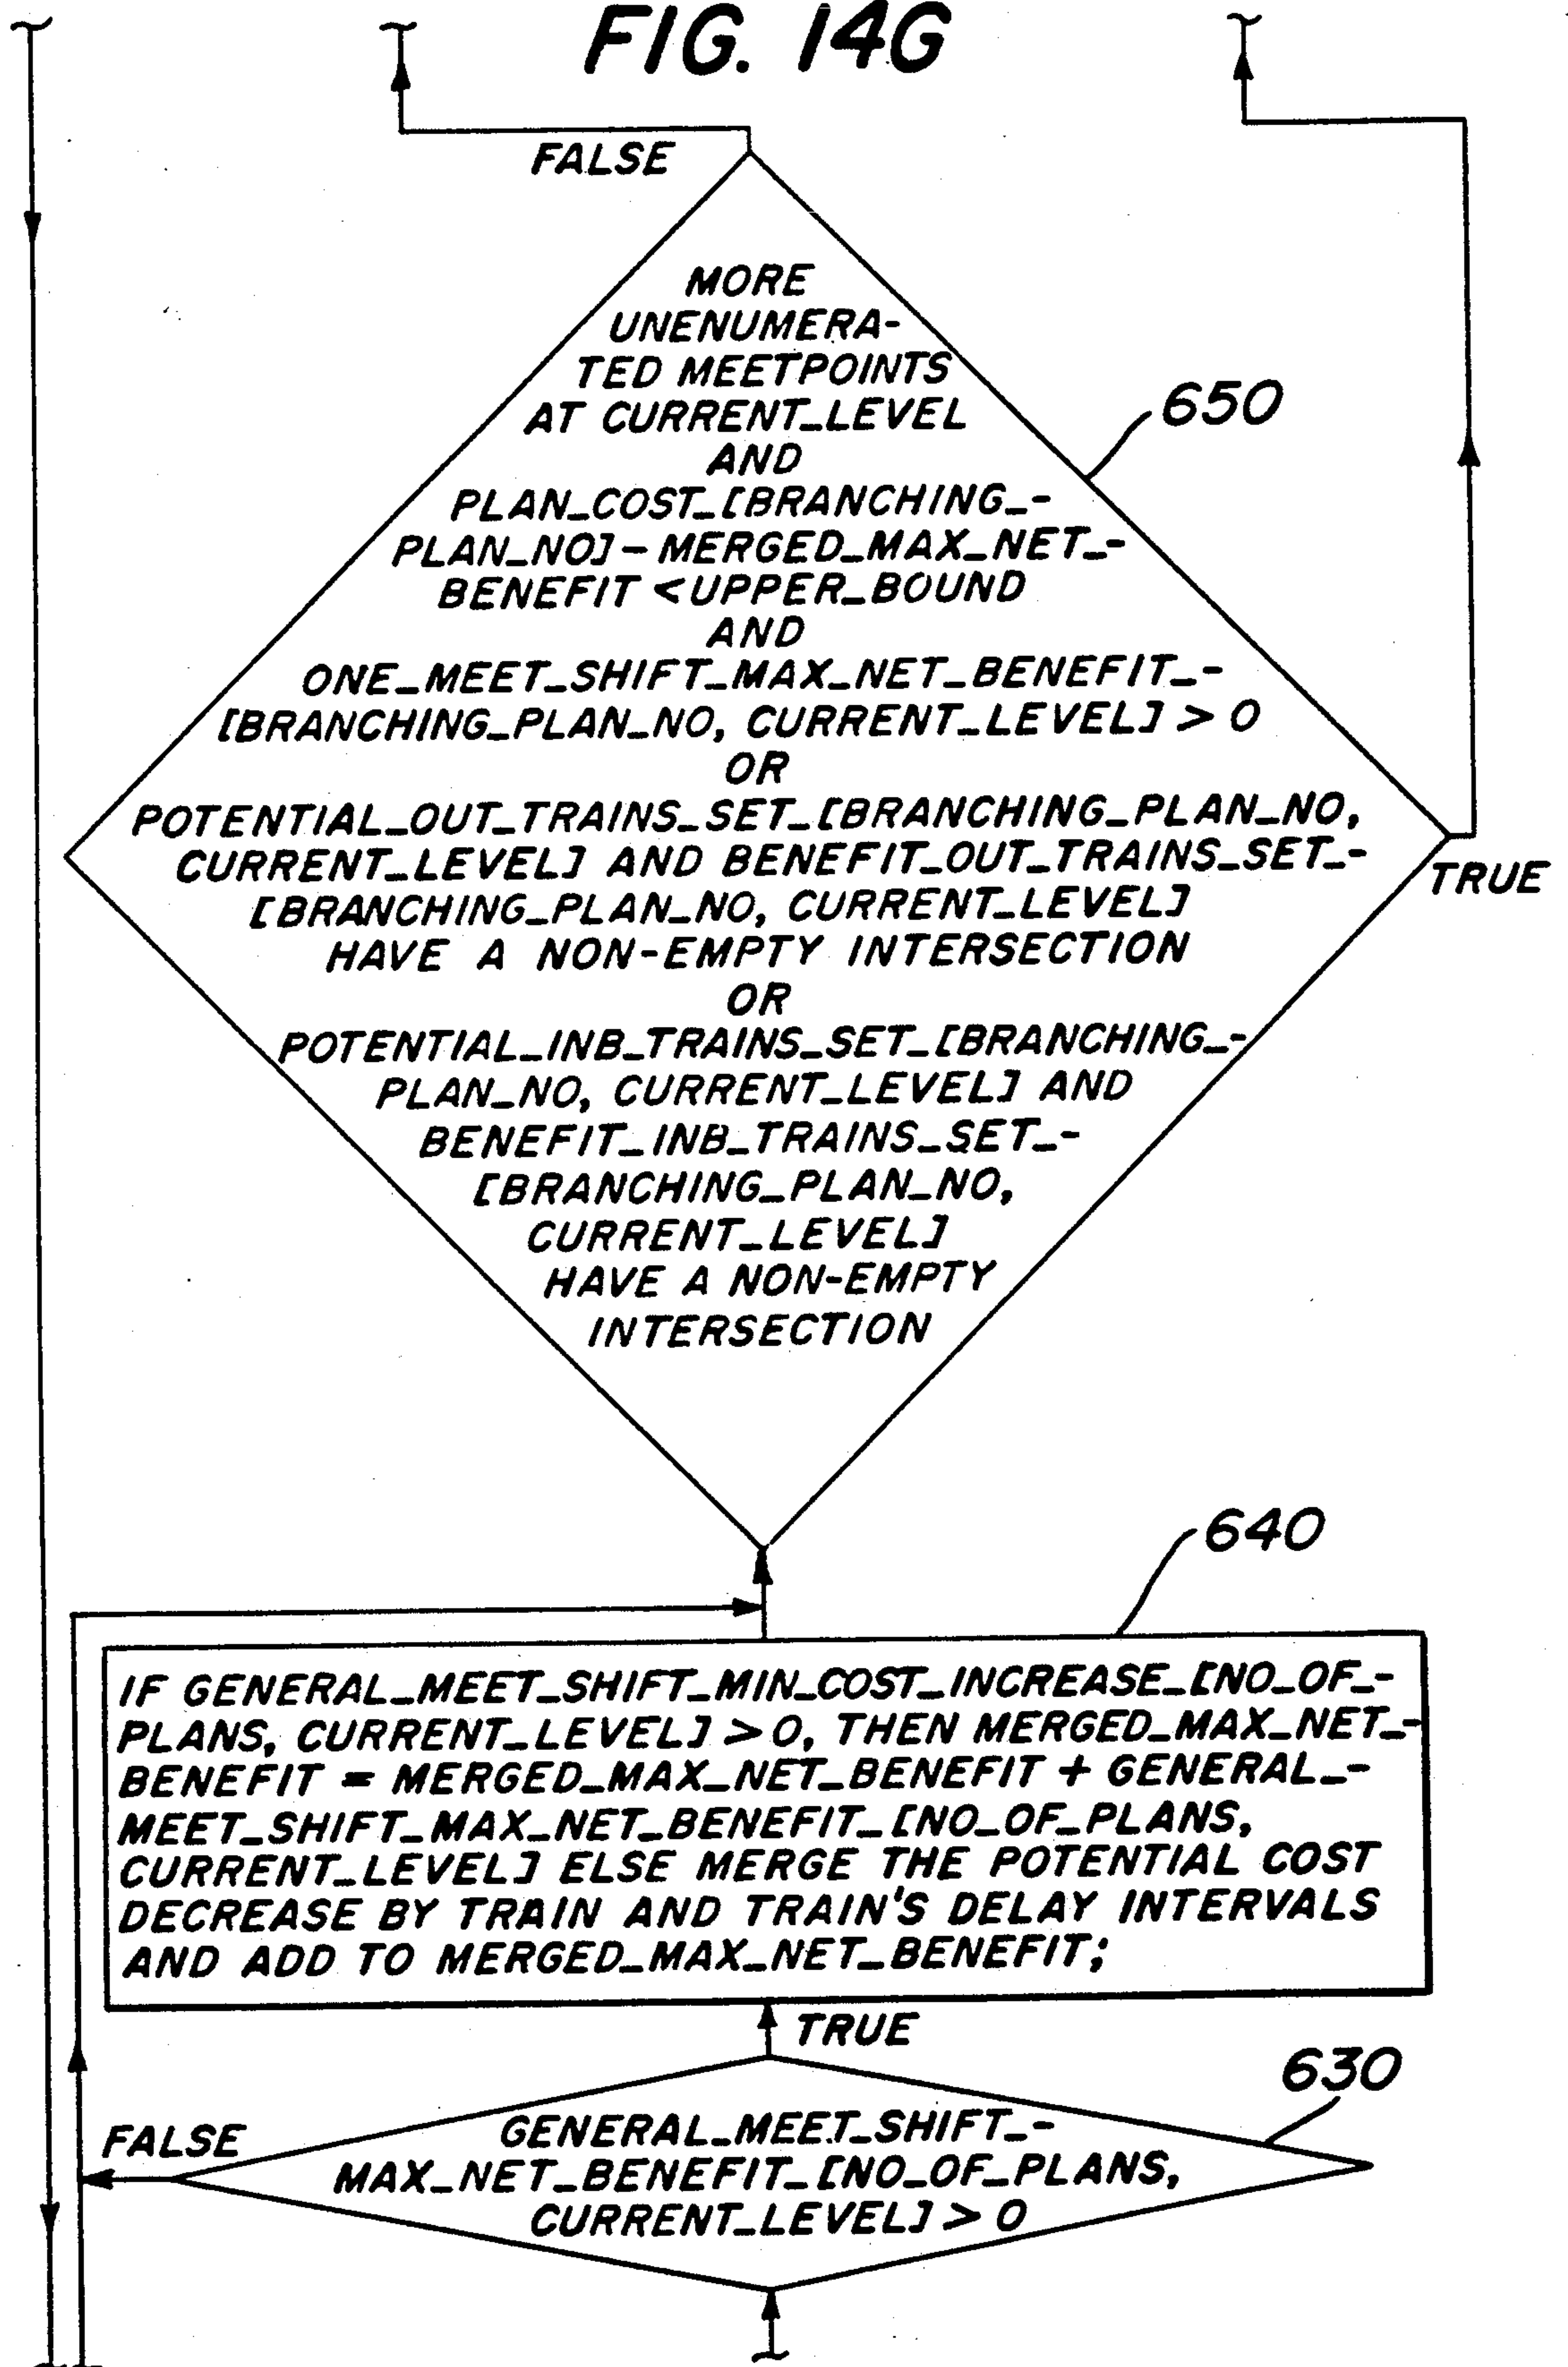 FIG. 14G
FALSE
MORE
UNENUMERA-
TED MEETPOINTS
AT CURRENT_LEVEL
AND
PLAN_COST_[BRANCHING_-
PLAN_NO]-MERGED_MAX_NET_-
BENEFIT <UPPER_BOUND
AND
ONE_MEET_SHIFT_MAX_NET_BENEFIT_-
[BRANCHING_PLAN_NO, CURRENT_LEVEL] > 0
OR
POTENTIAL_OUT_TRAINS_SET_[BRANCHING_PLAN_NO,
CURRENT_LEVEL] AND BENEFIT_OUT_TRAINS_SET_-
[BRANCHING_PLAN_NO, CURRENT_LEVEL]
HAVE A NON-EMPTY INTERSECTION
OR
POTENTIAL_INB_TRAINS_SET_[BRANCHING_-
PLAN_NO, CURRENT_LEVEL] AND
BENEFIT_INB_TRAINS_SET_-
[BRANCHING_PLAN_NO,
CURRENT_LEVEL]
HAVE A NON-EMPTY
INTERSECTION
650
TRUE
640
IF GENERAL_MEET_SHIFT_MIN_COST_INCREASE_[NO_OF_-
PLANS, CURRENT_LEVEL] >0, THEN MERGED_MAX_NET_-
BENEFIT = MERGED_MAX_NET_BENEFIT + GENERAL_-
MEET_SHIFT_MAX_NET_BENEFIT_[NO_OF_PLANS,
CURRENT_LEVEL] ELSE MERGE THE POTENTIAL COST
DECREASE BY TRAIN AND TRAIN'S DELAY INTERVALS
AND ADD TO MERGED_MAX_NET_BENEFIT;
TRUE
630
FALSE
GENERAL_MEET_SHIFT_-
MAX_NET_BENEFIT_[NO_OF_PLANS,
CURRENT_LEVEL] > 0